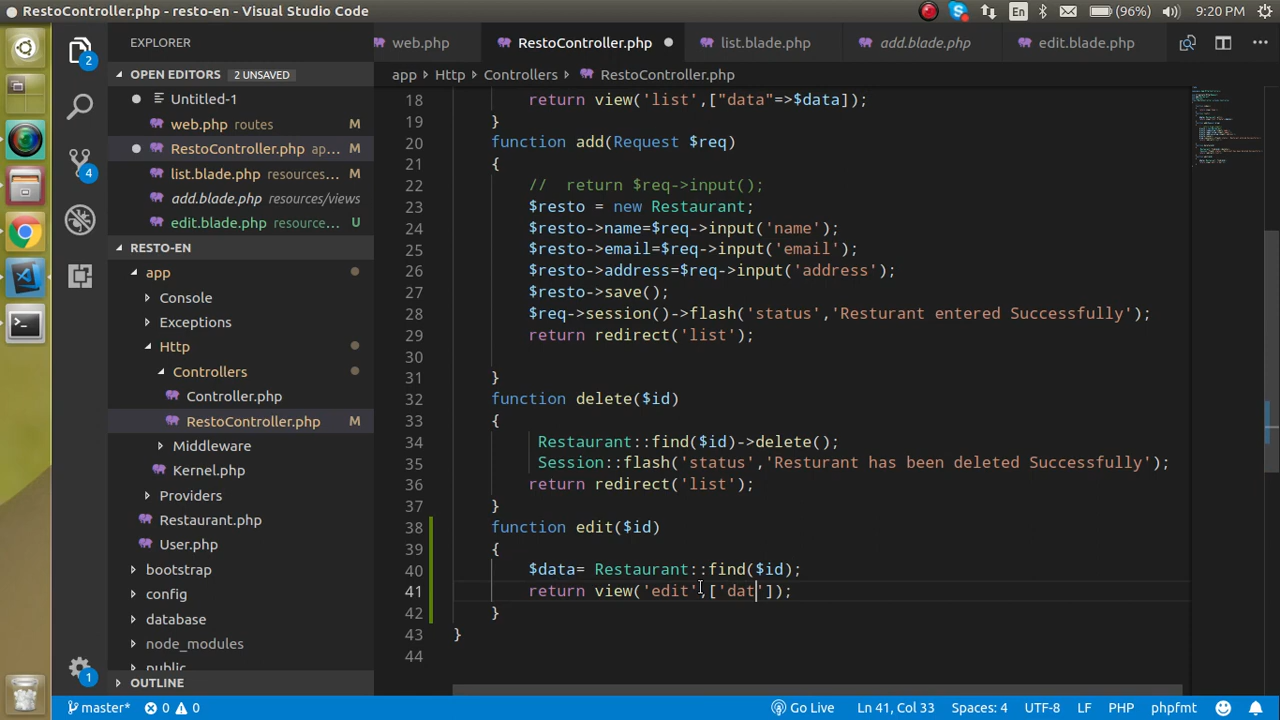 RestoController.php - resto-en - Visual Studio Code
En
(96%)
9:20 PM
EXPLORER
web.php
RestoController.php
list.blade.php
add.blade.php
edit.blade.php
2
OPEN EDITORS 2 UNSAVED
app
Http
Controllers
RestoController.php
Untitled-1
web.php routes M
RestoController.php ap... M
list.blade.php resources... M
add.blade.php resources/views
edit.blade.php resource... U
4
RESTO-EN
app
Console
Exceptions
Http
Controllers
Controller.php
RestoController.php M
Middleware
Kernel.php
Providers
Restaurant.php
User.php
bootstrap
config
database
node_modules
public
OUTLINE
18 return view('list',["data"=>$data]);
19 }
20 function add(Request $req)
21 {
22 //  return $req->input();
23 $resto = new Restaurant;
24 $resto->name=$req->input('name');
25 $resto->email=$req->input('email');
26 $resto->address=$req->input('address');
27 $resto->save();
28 $req->session()->flash('status','Resturant entered Successfully');
29 return redirect('list');
30
31 }
32 function delete($id)
33 {
34 Restaurant::find($id)->delete();
35 Session::flash('status','Resturant has been deleted Successfully');
36 return redirect('list');
37 }
38 function edit($id)
39 {
40 $data= Restaurant::find($id);
41 return view('edit',['dat']);
42 }
43 }
44
1
master*
0
0
Go Live
Ln 41, Col 33
Spaces: 4
UTF-8
LF
PHP
phpfmt